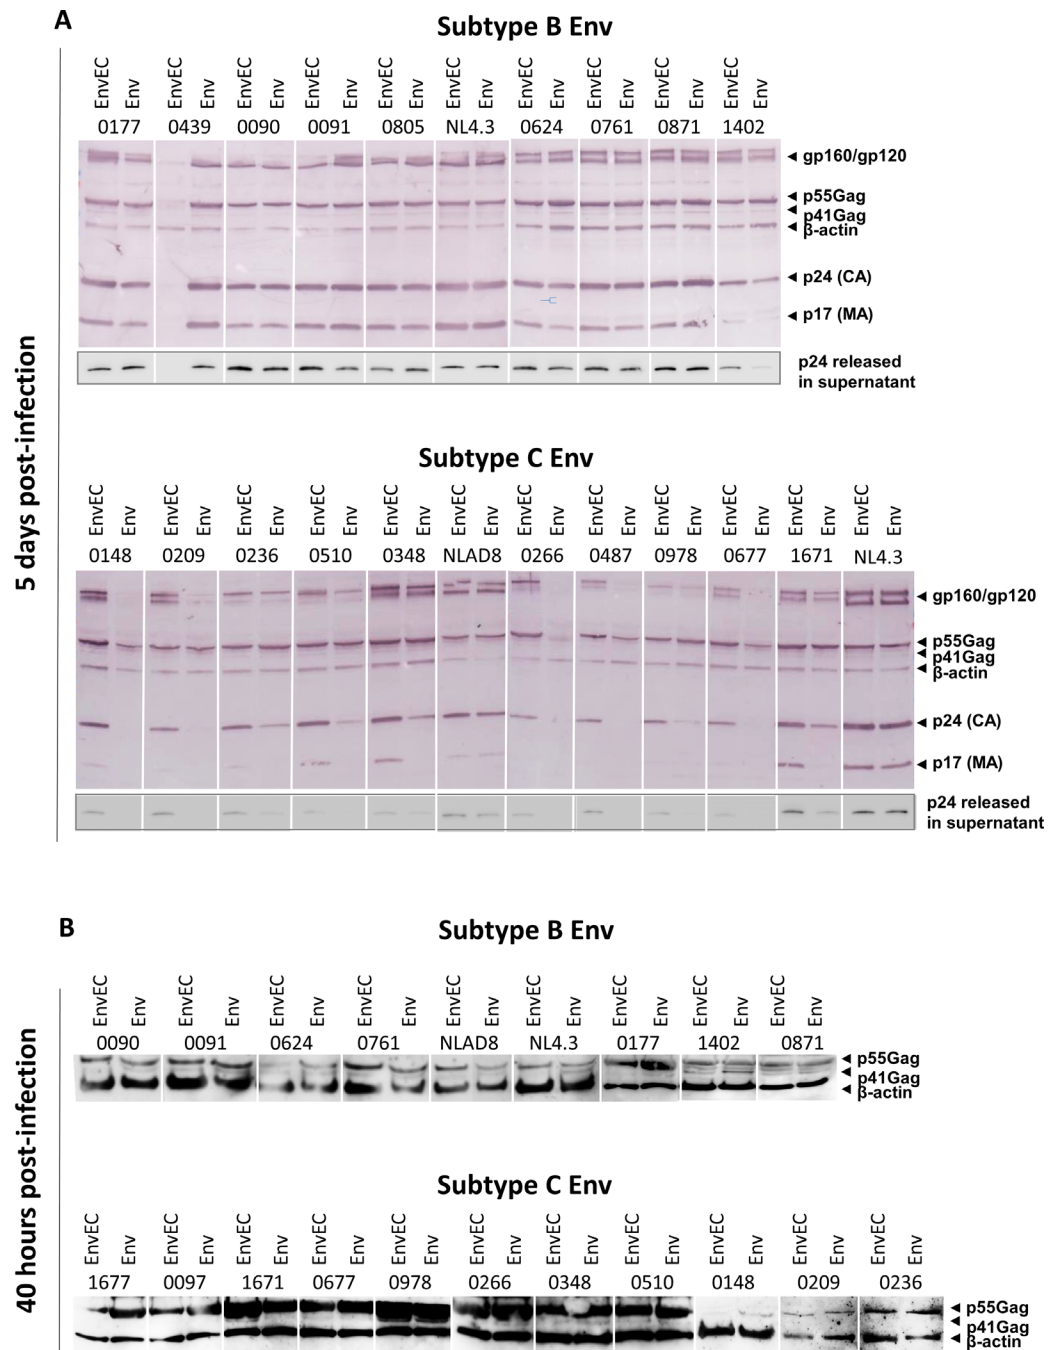 A
Subtype B Env
EnvEC Env EnvEC Env EnvEC Env EnvEC Env EnvEC Env EnvEC Env EnvEC Env EnvEC Env EnvEC Env EnvEC Env
0177 0439 0090 0091 0805 NL4.3 0624 0761 0871 1402
gp160/gp120
p55Gag
p41Gag
β-actin
p24 (CA)
p17 (MA)
p24 released
in supernatant
5 days post-infection
Subtype C Env
EnvEC Env EnvEC Env EnvEC Env EnvEC Env EnvEC Env EnvEC Env EnvEC Env EnvEC Env EnvEC Env EnvEC Env EnvEC Env EnvEC Env
0148 0209 0236 0510 0348 NLAD8 0266 0487 0978 0677 1671 NL4.3
gp160/gp120
p55Gag
p41Gag
β-actin
p24 (CA)
p17 (MA)
p24 released
in supernatant
B
Subtype B Env
EnvEC Env EnvEC Env EnvEC Env EnvEC Env EnvEC Env EnvEC Env EnvEC Env EnvEC Env EnvEC Env
0090 0091 0624 0761 NLAD8 NL4.3 0177 1402 0871
p55Gag
p41Gag
β-actin
40 hours post-infection
Subtype C Env
EnvEC Env EnvEC Env EnvEC Env EnvEC Env EnvEC Env EnvEC Env EnvEC Env EnvEC Env EnvEC Env EnvEC Env EnvEC Env
1677 0097 1671 0677 0978 0266 0348 0510 0148 0209 0236
p55Gag
p41Gag
β-actin